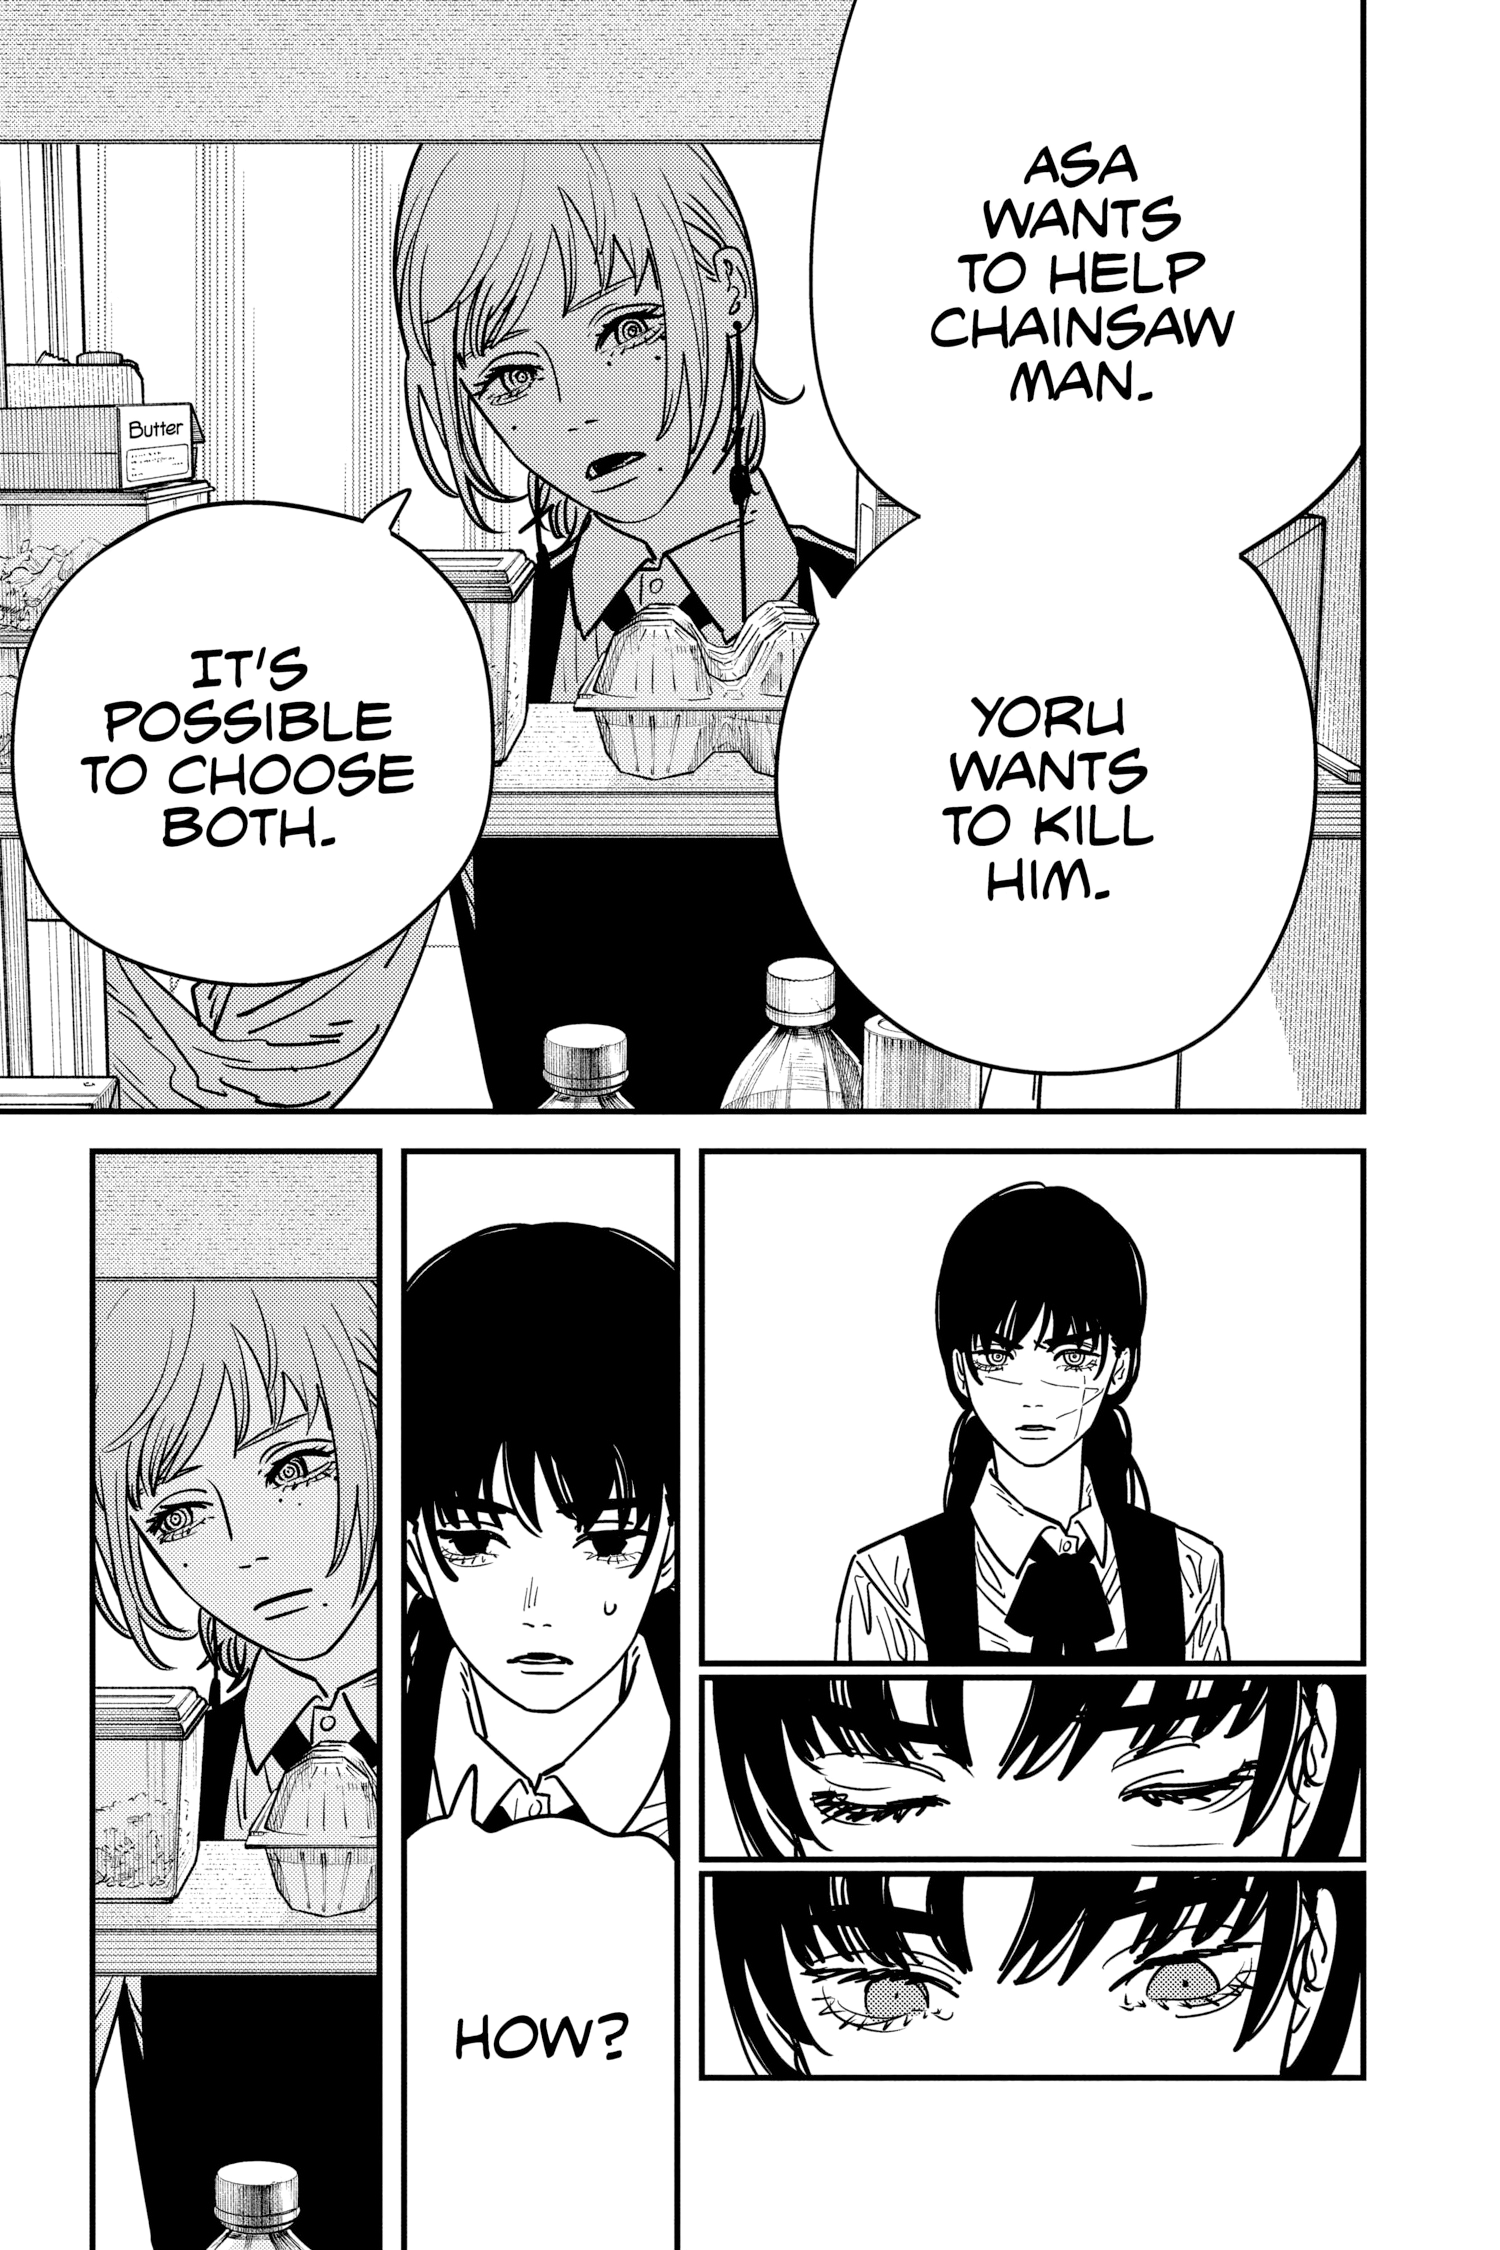 ASA
WANTS
TO HELP
CHAINSAW
MAN.
YORU
WANTS
TO KILL
HIM.
IT'S
POSSIBLE
TO CHOOSE
BOTH.
Butter
HOW?